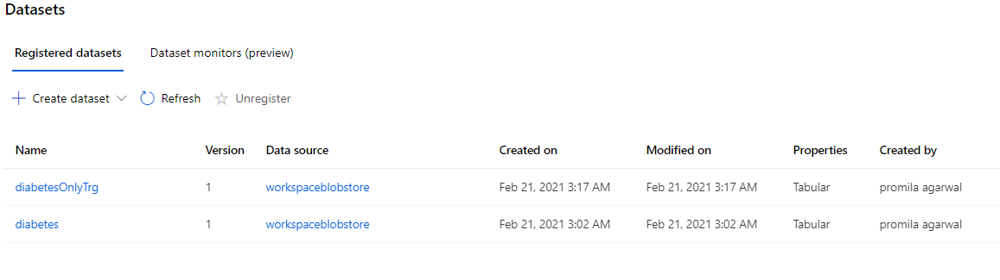 Datasets
Registered datasets Dataset monitors (preview)
Create dataset Refresh Unregister
Name Version Data source Created on Modified on Properties Created by
diabetesOnlyTrg 1 workspaceblobstore Feb 21, 2021 3:17 AM Feb 21, 2021 3:17 AM Tabular promila agarwal
diabetes 1 workspaceblobstore Feb 21, 2021 3:02 AM Feb 21, 2021 3:02 AM Tabular promila agarwal